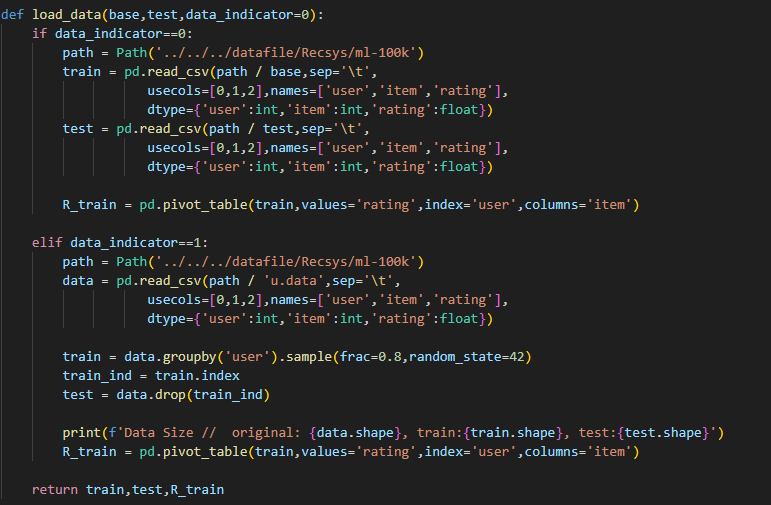 def load_data(base,test,data_indicator=0):
    if data_indicator==0:
        path = Path('../../../datafile/Recsys/ml-100k')
        train = pd.read_csv(path / base,sep='\t',
                   usecols=[0,1,2],names=['user','item','rating'],
                   dtype={'user':int,'item':int,'rating':float})
        test = pd.read_csv(path / test,sep='\t',
                   usecols=[0,1,2],names=['user','item','rating'],
                   dtype={'user':int,'item':int,'rating':float})

        R_train = pd.pivot_table(train,values='rating',index='user',columns='item')

    elif data_indicator==1:
        path = Path('../../../datafile/Recsys/ml-100k')
        data = pd.read_csv(path / 'u.data',sep='\t',
                   usecols=[0,1,2],names=['user','item','rating'],
                   dtype={'user':int,'item':int,'rating':float})

        train = data.groupby('user').sample(frac=0.8,random_state=42)
        train_ind = train.index
        test = data.drop(train_ind)

        print(f'Data Size //  original: {data.shape}, train:{train.shape}, test:{test.shape}')
        R_train = pd.pivot_table(train,values='rating',index='user',columns='item')

    return train,test,R_train